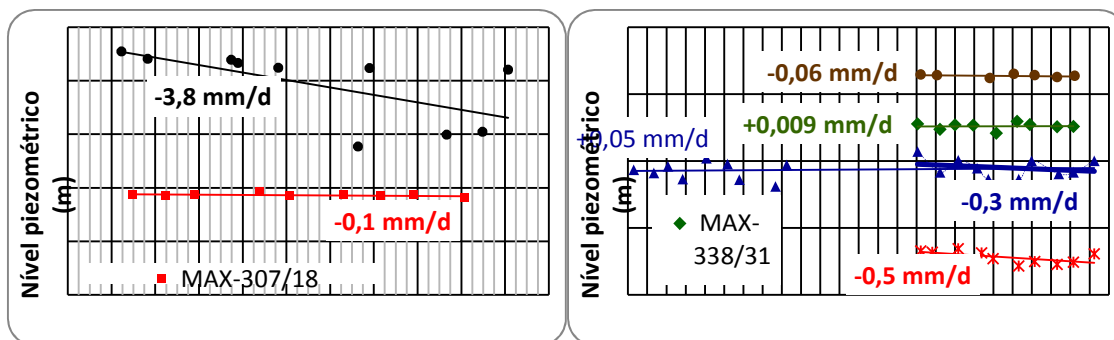 Nível piezométrico
(m)
-3,8 mm/d
-0,1 mm/d
MAX-307/18
Nível piezométrico
(m)
-0,06 mm/d
+0,009 mm/d
+0,05 mm/d
-0,3 mm/d
MAX-
338/31
-0,5 mm/d